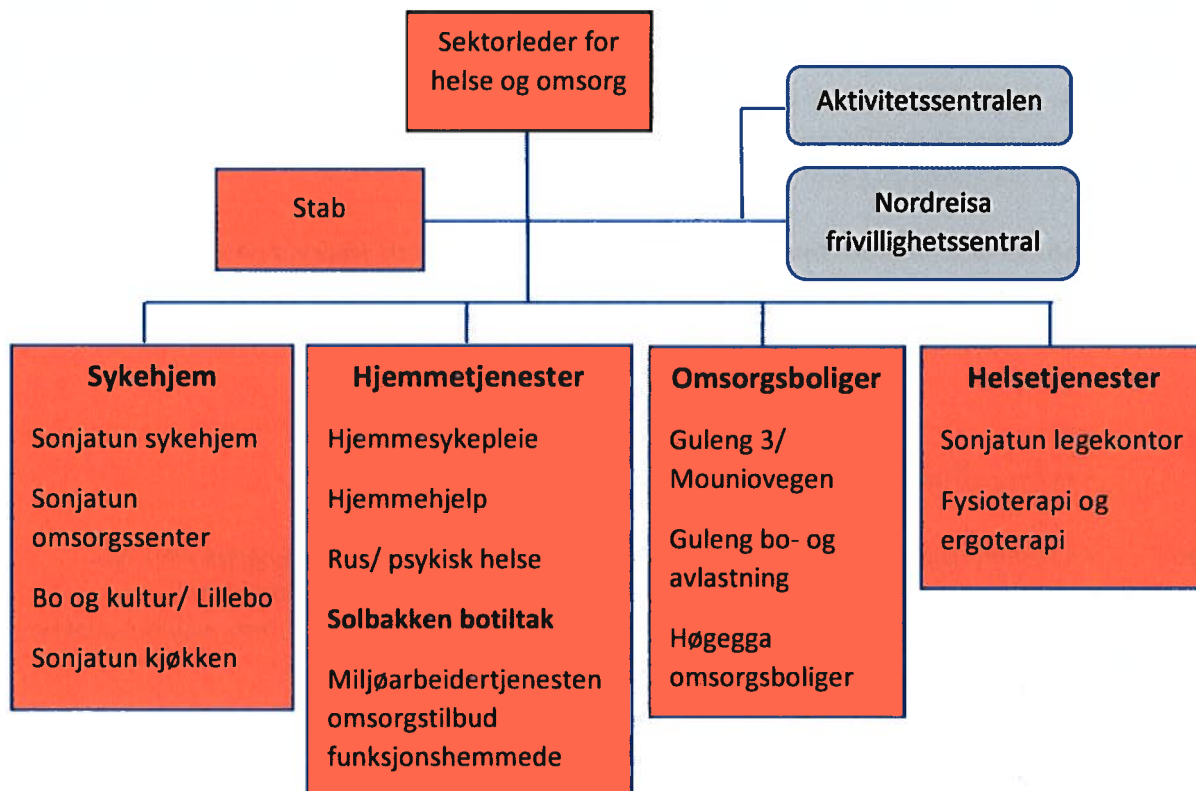 Sektorleder for
helse og omsorg
Aktivitetssentralen
Stab
Nordreisa
frivillighetssentral
Sykehjem
Sonjatun sykehjem
Sonjatun
omsorgssenter
Bo og kultur/ Lillebo
Sonjatun kjøkken
Hjemmetjenester
Hjemmesykepleie
Hjemmehjelp
Rus/ psykisk helse
Solbakken botiltak
Miljøarbeidertjenesten
omsorgstilbud
funksjonshemmede
Omsorgsboliger
Guleng 3/
Mouniovegen
Guleng bo- og
avlastning
Høgegga
omsorgsboliger
Helsetjenester
Sonjatun legekontor
Fysioterapi og
ergoterapi